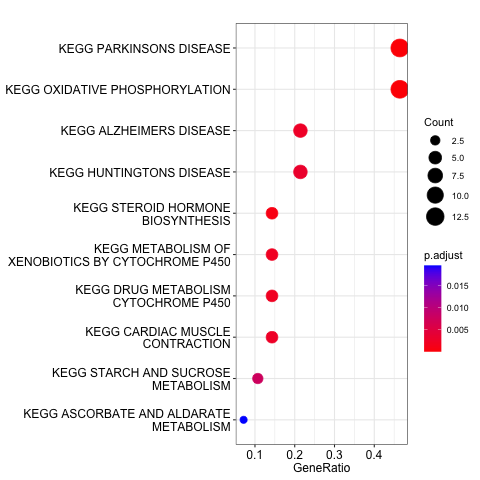 KEGG PARKINSONS DISEASE
KEGG OXIDATIVE PHOSPHORYLATION
KEGG ALZHEIMERS DISEASE
KEGG HUNTINGTONS DISEASE
KEGG STEROID HORMONE
BIOSYNTHESIS
KEGG METABOLISM OF
XENOBIOTICS BY CYTOCHROME P450
KEGG DRUG METABOLISM
CYTOCHROME P450
KEGG CARDIAC MUSCLE
CONTRACTION
KEGG STARCH AND SUCROSE
METABOLISM
KEGG ASCORBATE AND ALDARATE
METABOLISM
0.1 0.2 0.3 0.4
GeneRatio
Count
2.5
5.0
7.5
10.0
12.5
p.adjust
0.015
0.010
0.005